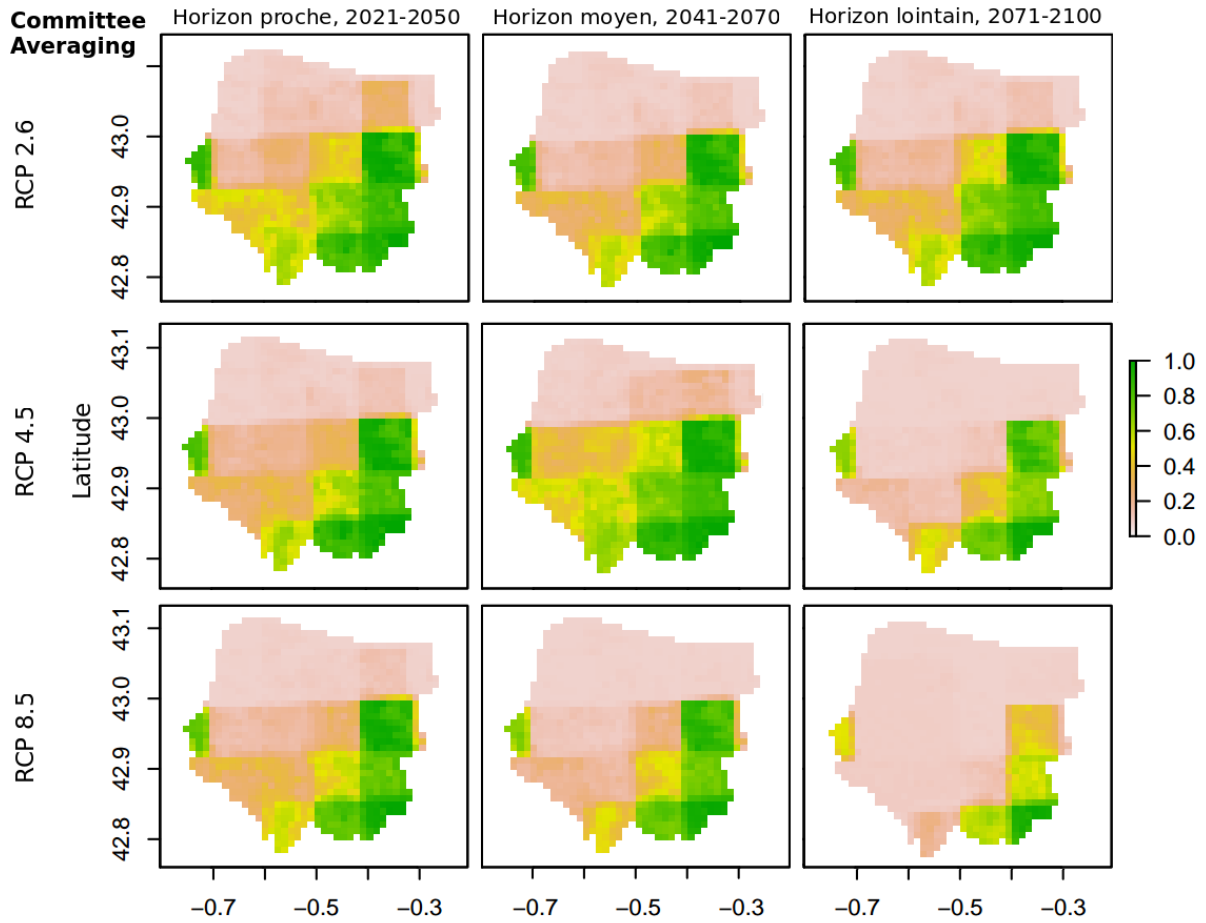 Committee
Averaging
Horizon proche, 2021-2050
Horizon moyen, 2041-2070
Horizon lointain, 2071-2100
RCP 2.6
43.0
42.9
42.8
RCP 4.5
Latitude
43.1
43.0
42.9
42.8
1.0
0.8
0.6
0.4
0.2
0.0
RCP 8.5
43.1
43.0
42.9
42.8
−0.7
−0.5
−0.3
−0.7
−0.5
−0.3
−0.7
−0.5
−0.3